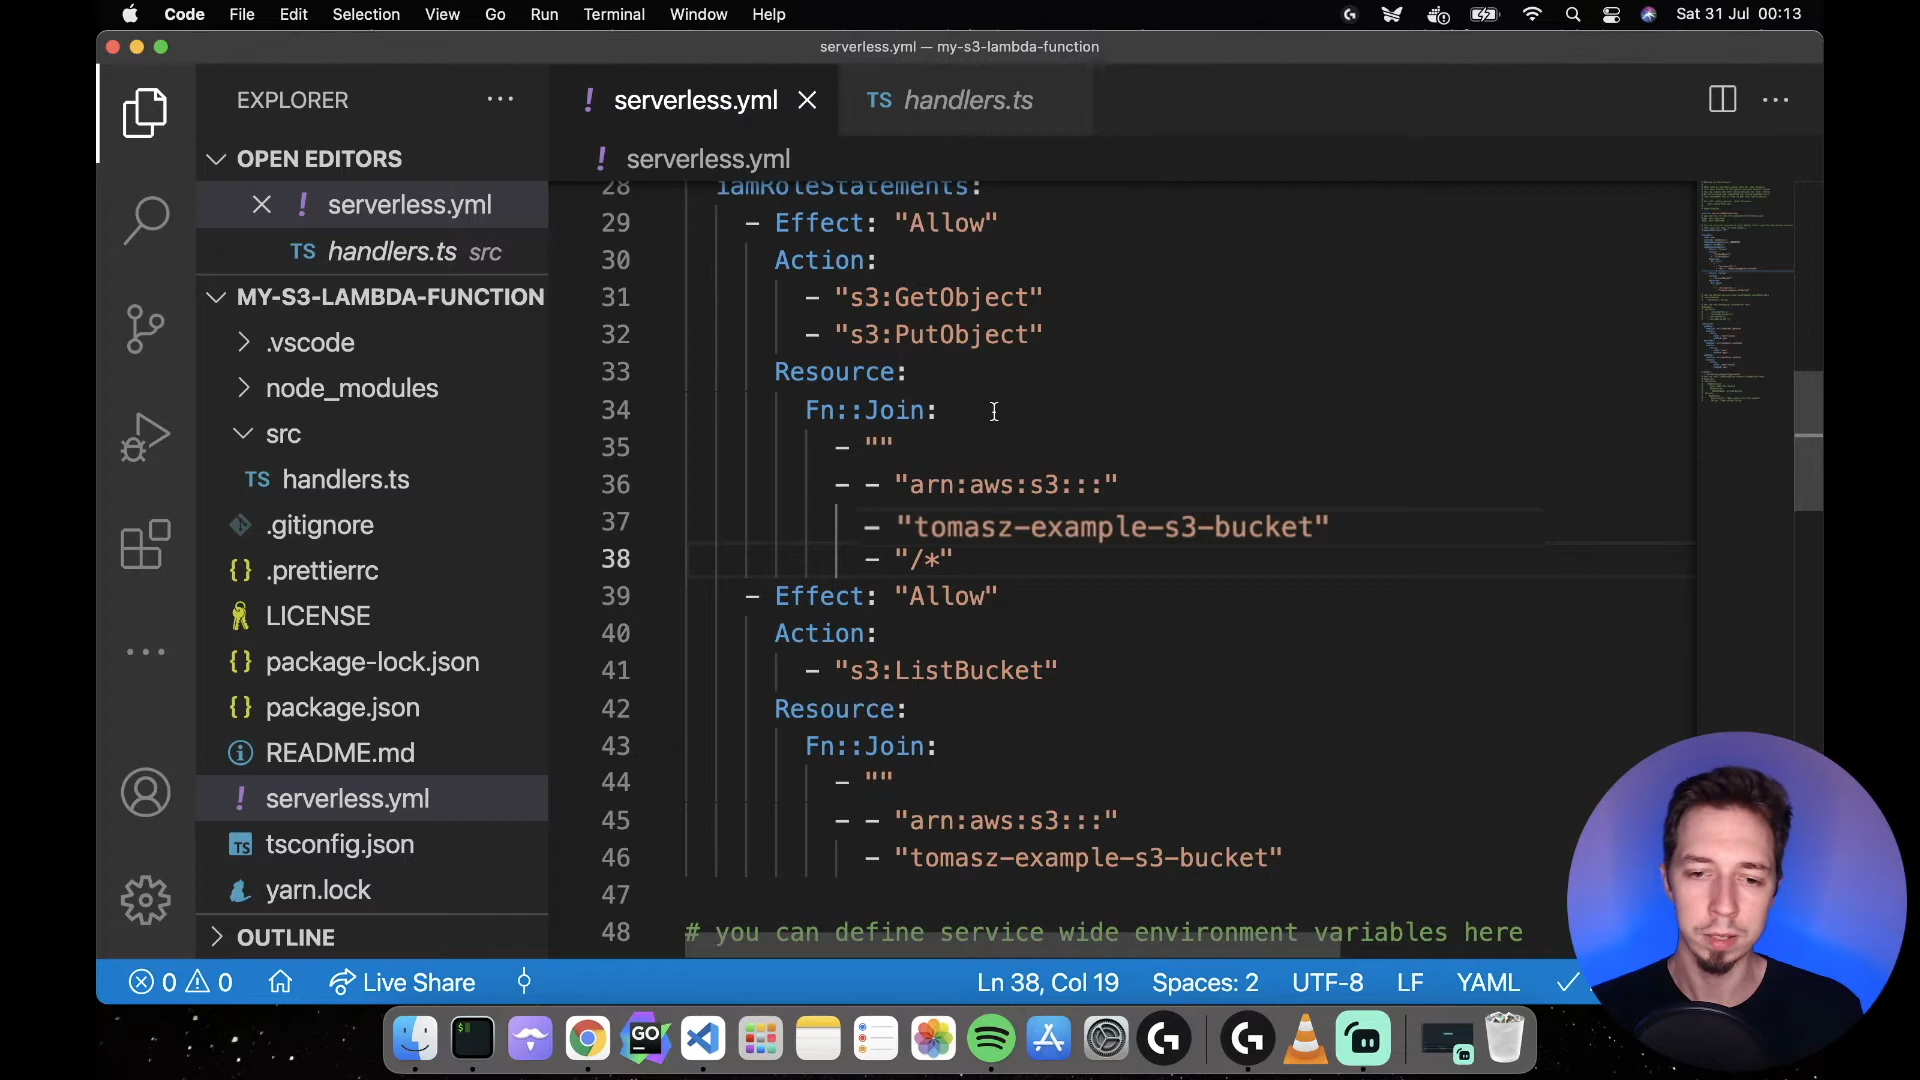 Code File Edit Selection View Go Run Terminal Window Help Sat 31 Jul 00:13
serverless.yml — my-s3-lambda-function
EXPLORER
! serverless.yml
TS handlers.ts
OPEN EDITORS
! serverless.yml
! serverless.yml
TS handlers.ts src
MY-S3-LAMBDA-FUNCTION
.vscode
node_modules
src
TS handlers.ts
.gitignore
{} .prettierrc
LICENSE
{} package-lock.json
{} package.json
README.md
! serverless.yml
TS tsconfig.json
yarn.lock
OUTLINE
28 iamRoleStatements:
29 - Effect: "Allow"
30 Action:
31 - "s3:GetObject"
32 - "s3:PutObject"
33 Resource:
34 Fn::Join:
35 - ""
36 - - "arn:aws:s3:::"
37 - "tomasz-example-s3-bucket"
38 - "/*"
39 - Effect: "Allow"
40 Action:
41 - "s3:ListBucket"
42 Resource:
43 Fn::Join:
44 - ""
45 - - "arn:aws:s3:::"
46 - "tomasz-example-s3-bucket"
47
48 # you can define service wide environment variables here
0 0 Live Share Ln 38, Col 19 Spaces: 2 UTF-8 LF YAML
GO